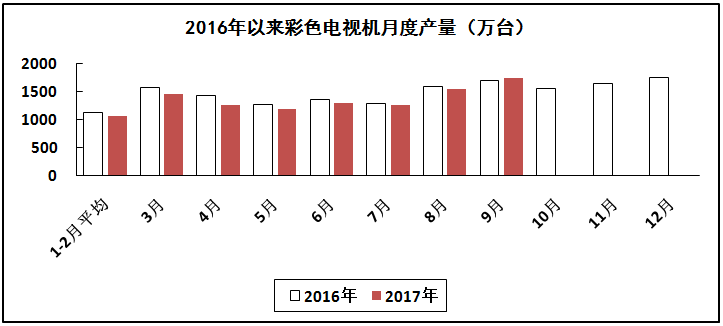 2016年以来彩色电视机月度产量（万台）
2000
1500
1000
500
0
1-2月平均
3月
4月
5月
6月
7月
8月
9月
10月
11月
12月
2016年
2017年